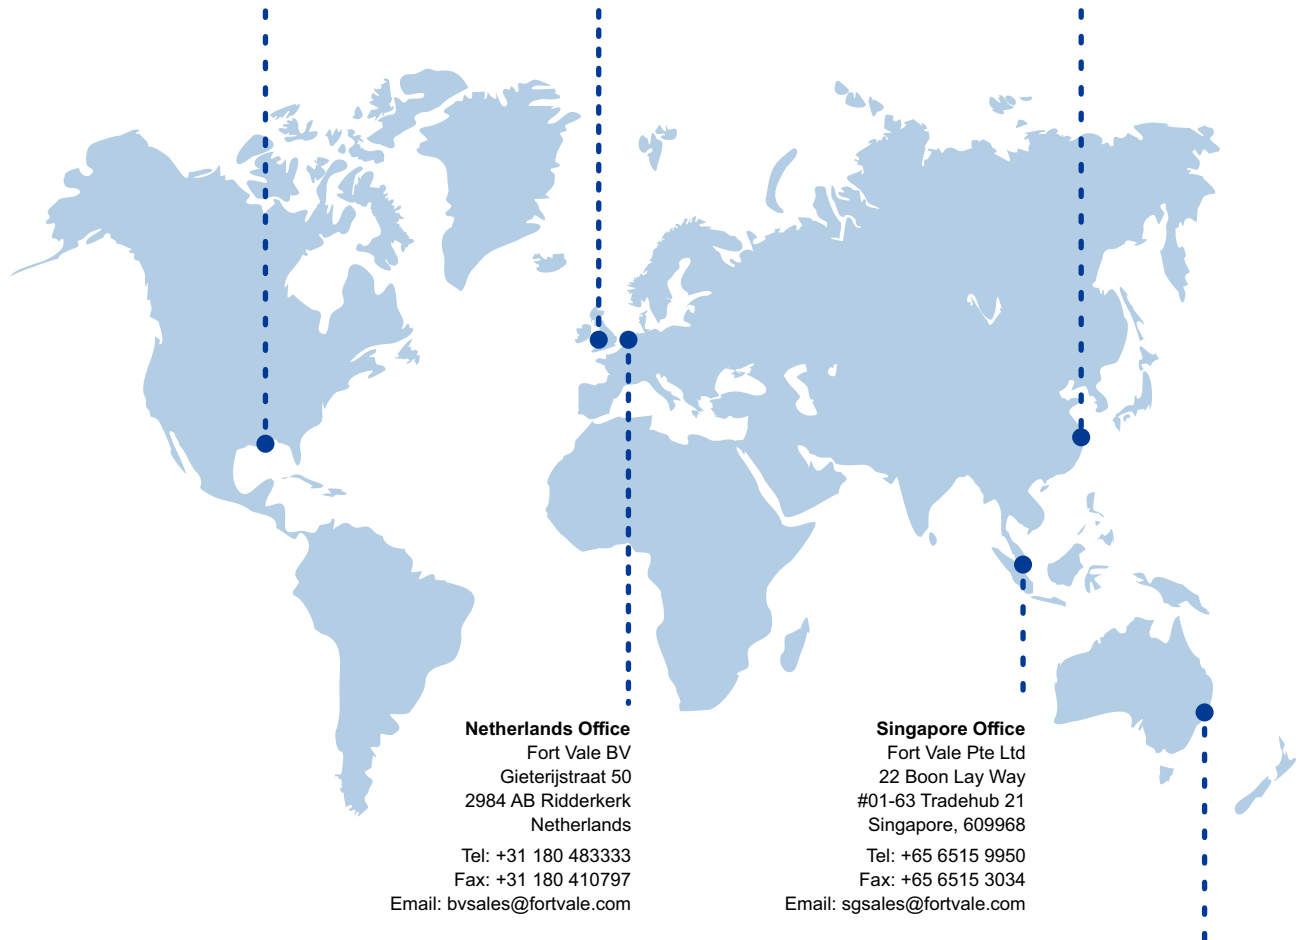 Netherlands Office
Fort Vale BV
Gieterijstraat 50
2984 AB Ridderkerk
Netherlands
Tel: +31 180 483333
Fax: +31 180 410797
Email: bvsales@fortvale.com
Singapore Office
Fort Vale Pte Ltd
22 Boon Lay Way
#01-63 Tradehub 21
Singapore, 609968
Tel: +65 6515 9950
Fax: +65 6515 3034
Email: sgsales@fortvale.com